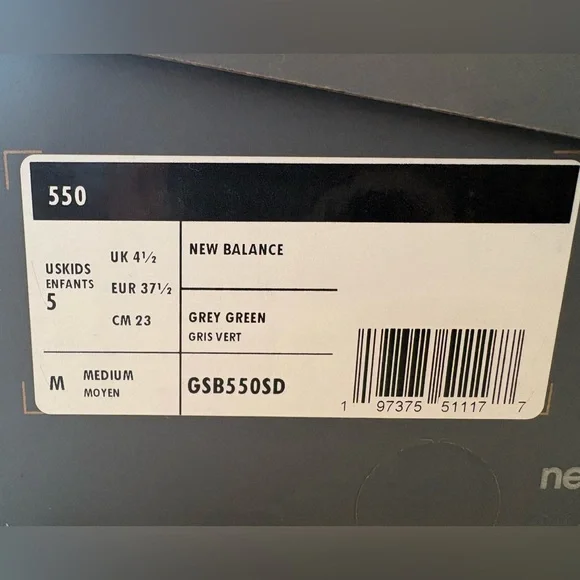 550
USKIDS
ENFANTS
5
UK 4½
EUR 37½
CM 23
NEW BALANCE
GREY GREEN
GRIS VERT
M
MEDIUM
MOYEN
GSB550SD
1 97375 51117 7
ne